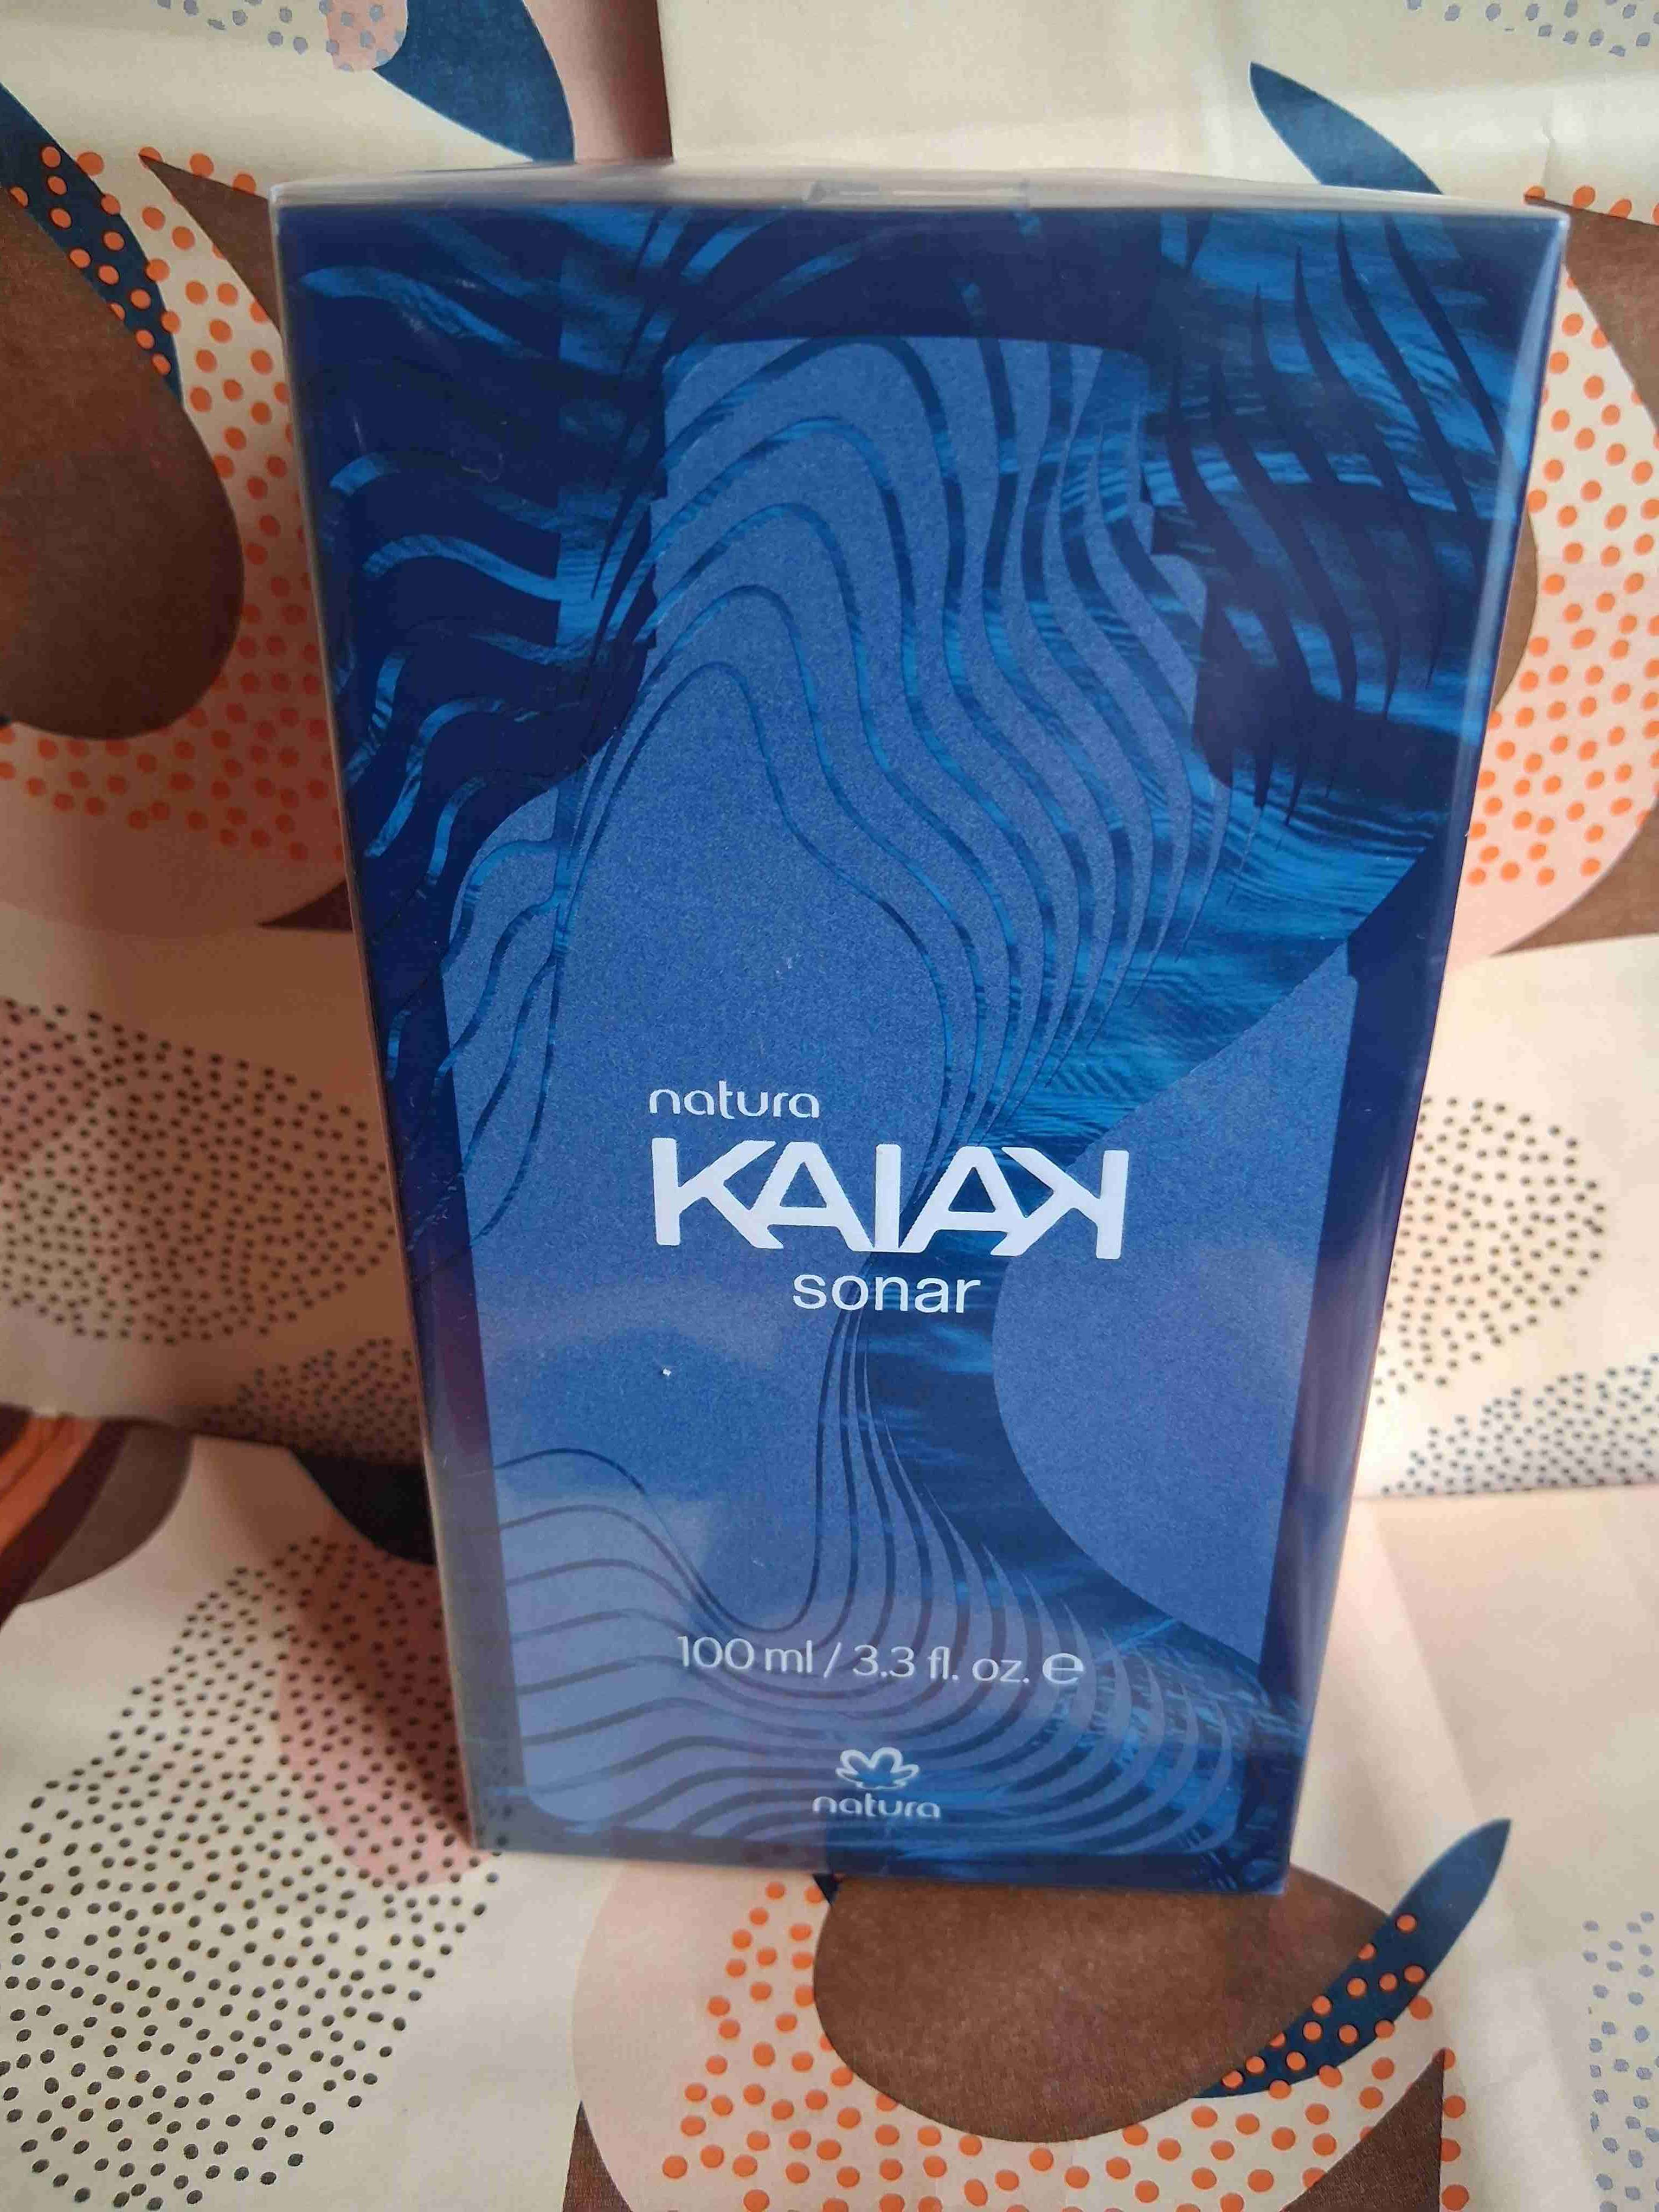 natura
KAIAK
sonar
100 ml / 3.3 fl. oz. ℮
natura